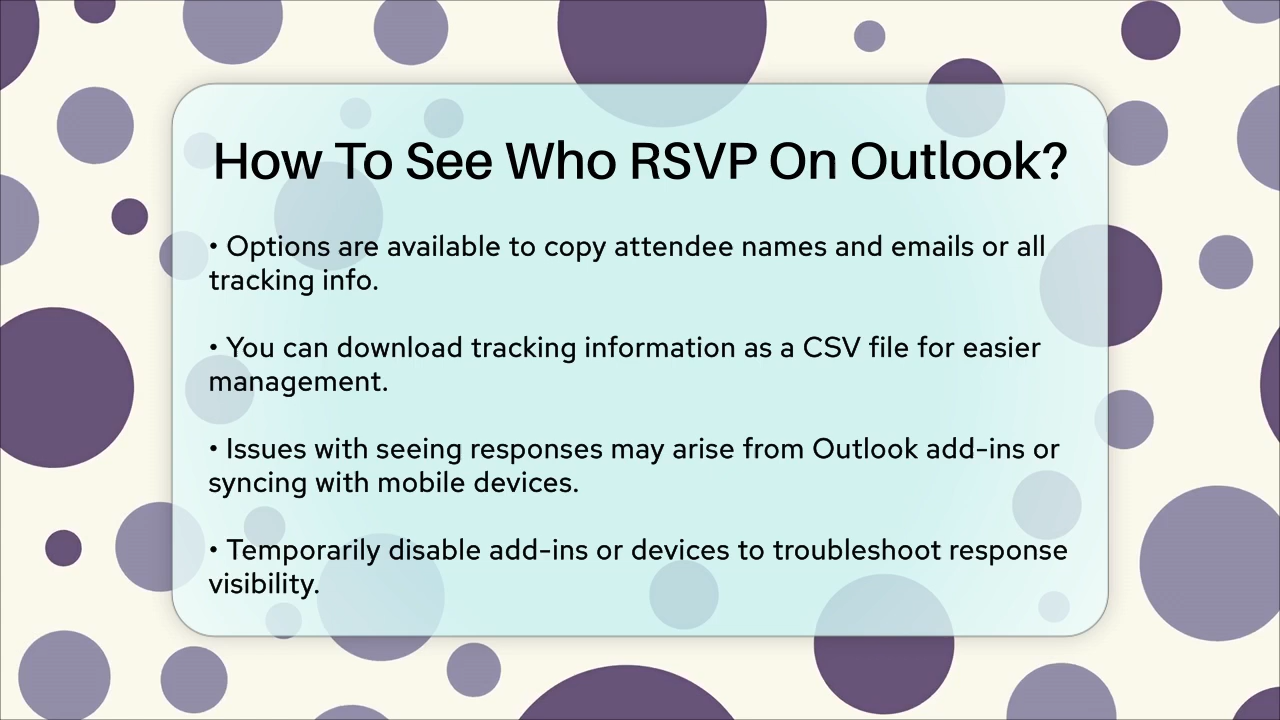 How To See Who RSVP On Outlook?
• Options are available to copy attendee names and emails or all
tracking info.
• You can download tracking information as a CSV file for easier
management.
• Issues with seeing responses may arise from Outlook add-ins or
syncing with mobile devices.
• Temporarily disable add-ins or devices to troubleshoot response
visibility.